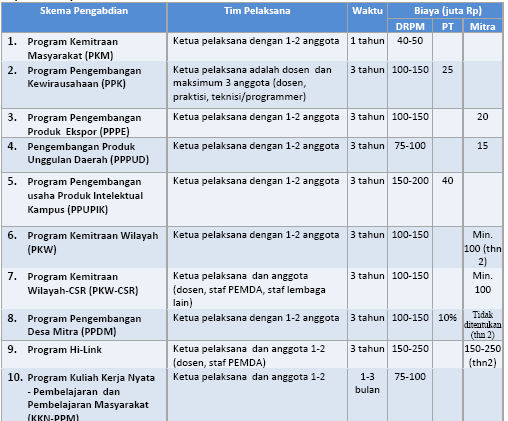 Skema Pengabdian Tim Pelaksana Waktu Biaya (juta Rp)
DRPM PT Mitra
1. Program Kemitraan Ketua pelaksana dengan 1-2 anggota 1 tahun 40-50
Masyarakat (PKM)
2. Program Pengembangan Ketua pelaksana adalah dosen dan 3 tahun 100-150 25
Kewirausahaan (PPK) maksimum 3 anggota (dosen,
praktisi, teknisi/programmer)
3. Program Pengembangan Ketua pelaksana dengan 1-2 anggota 3 tahun 100-150 20
Produk Ekspor (PPPE)
4. Pengembangan Produk Ketua pelaksana dengan 1-2 anggota 3 tahun 75-100 15
Unggulan Daerah (PPPUD)
5. Program Pengembangan Ketua pelaksana dengan 1-2 anggota 3 tahun 150-200 40
usaha Produk Intelektual
Kampus (PPUPIK)
6. Program Kemitraan Wilayah Ketua pelaksana dengan 1-2 anggota 3 tahun 100-150 Min.
(PKW) 100 (thn
2)
7. Program Kemitraan Ketua pelaksana dan anggota 3 tahun 100-150 Min.
Wilayah-CSR (PKW-CSR) (dosen, staf PEMDA, staf lembaga 100
lain)
8. Program Pengembangan Ketua pelaksana dengan 1-2 anggota 3 tahun 100-150 10% Tidak
Desa Mitra (PPDM) ditentukan
(thn 2)
9. Program Hi-Link Ketua pelaksana dan anggota 1-2 3 tahun 150-250 150-250
(dosen, staf PEMDA) (thn2)
10. Program Kuliah Kerja Nyata Ketua pelaksana dan anggota 1-2 1-3 75-100
- Pembelajaran dan bulan
Pembelajaran Masyarakat
(KKN-PPM)